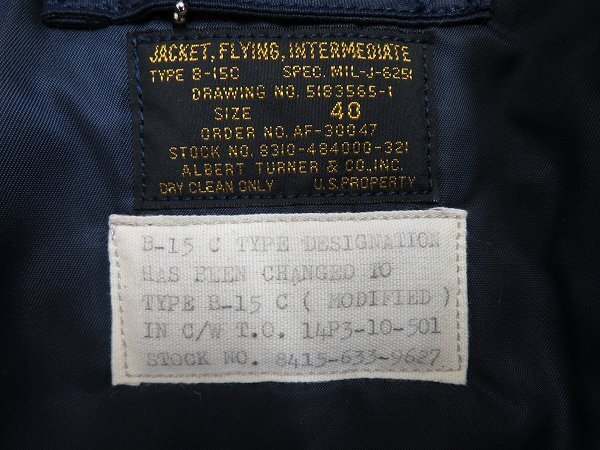 JACKET, FLYING, INTERMEDIATE
TYPE B-15C SPEC. MIL-J-6251
DRAWING NO. 5183565-1
SIZE 40
ORDER NO. AF-30047
STOCK NO. 8310-484000-321
ALBERT TURNER & CO., INC.
DRY CLEAN ONLY U.S. PROPERTY
B-15 C TYPE DESIGNATION
HAS BEEN CHANGED TO
TYPE B-15 C ( MODIFIED )
IN C/W T.O. 14P3-10-501
STOCK NO. 8415-633-9627